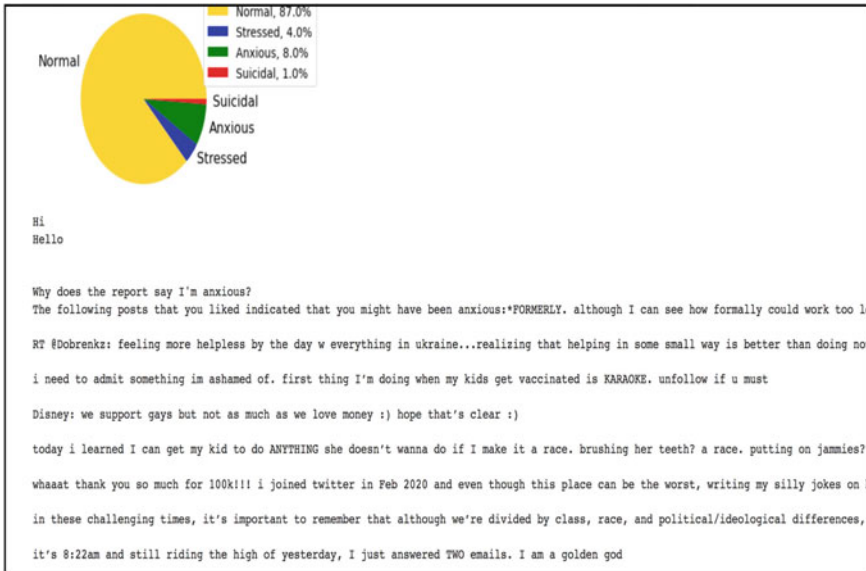 Normal, 87.0%
Stressed, 4.0%
Anxious, 8.0%
Suicidal, 1.0%
Normal
Suicidal
Anxious
Stressed
Hi
Hello
Why does the report say I'm anxious?
The following posts that you liked indicated that you might have been anxious:*FORMERLY. although I can see how formally could work too
RT @Dobrenkz: feeling more helpless by the day w everything in ukraine...realizing that helping in some small way is better than doing
i need to admit something im ashamed of. first thing I'm doing when my kids get vaccinated is KARAOKE. unfollow if u must
Disney: we support gays but not as much as we love money :) hope that's clear :)
today i learned I can get my kid to do ANYTHING she doesn't wanna do if I make it a race. brushing her teeth? a race. putting on jammies?
whaaat thank you so much for 100k!!! i joined twitter in Feb 2020 and even though this place can be the worst, writing my silly jokes on
in these challenging times, it's important to remember that although we're divided by class, race, and political/ideological differences,
it's 8:22am and still riding the high of yesterday, I just answered TWO emails. I am a golden god